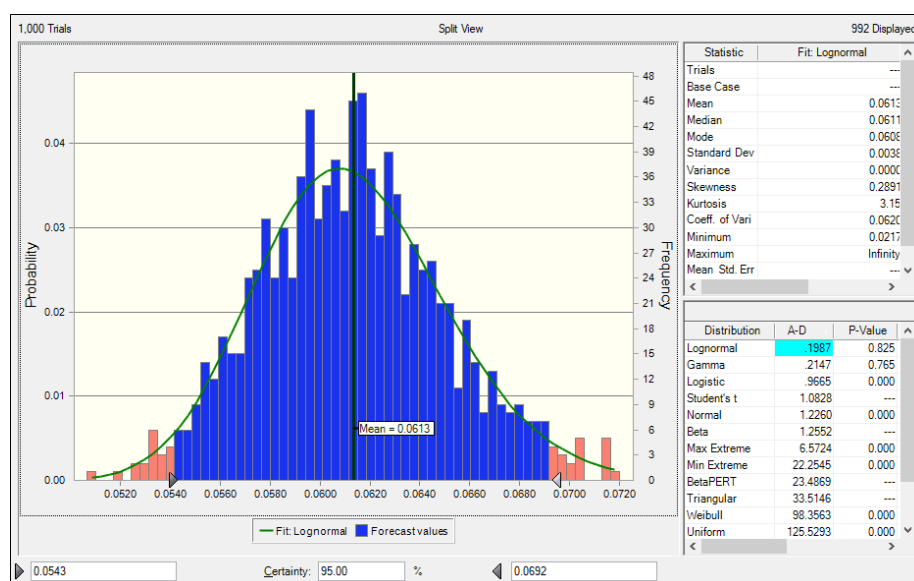 1,000 Trials Split View 992 Displayed
Statistic Fit: Lognormal
Trials ---
Base Case ---
Mean 0.0613
Median 0.0611
Mode 0.0608
Standard Dev 0.0038
Variance 0.0000
Skewness 0.2891
Kurtosis 3.15
Coeff. of Vari 0.0620
Minimum 0.0217
Maximum Infinity
Mean Std. Err ---
Distribution A-D P-Value
Lognormal .1987 0.825
Gamma .2147 0.765
Logistic .9665 0.000
Student's t 1.0828 ---
Normal 1.2260 0.000
Beta 1.2552 ---
Max Extreme 6.5724 0.000
Min Extreme 22.2545 0.000
BetaPERT 23.4869 ---
Triangular 33.5146 ---
Weibull 98.3563 0.000
Uniform 125.5293 0.000
Probability
0.04
0.03
0.02
0.01
0.00
Frequency
48
45
42
39
36
33
30
27
24
21
18
15
12
9
6
3
0
Mean = 0.0613
0.0520 0.0540 0.0560 0.0580 0.0600 0.0620 0.0640 0.0660 0.0680 0.0700 0.0720
Fit: Lognormal Forecast values
0.0543 Certainty: 95.00 % 0.0692